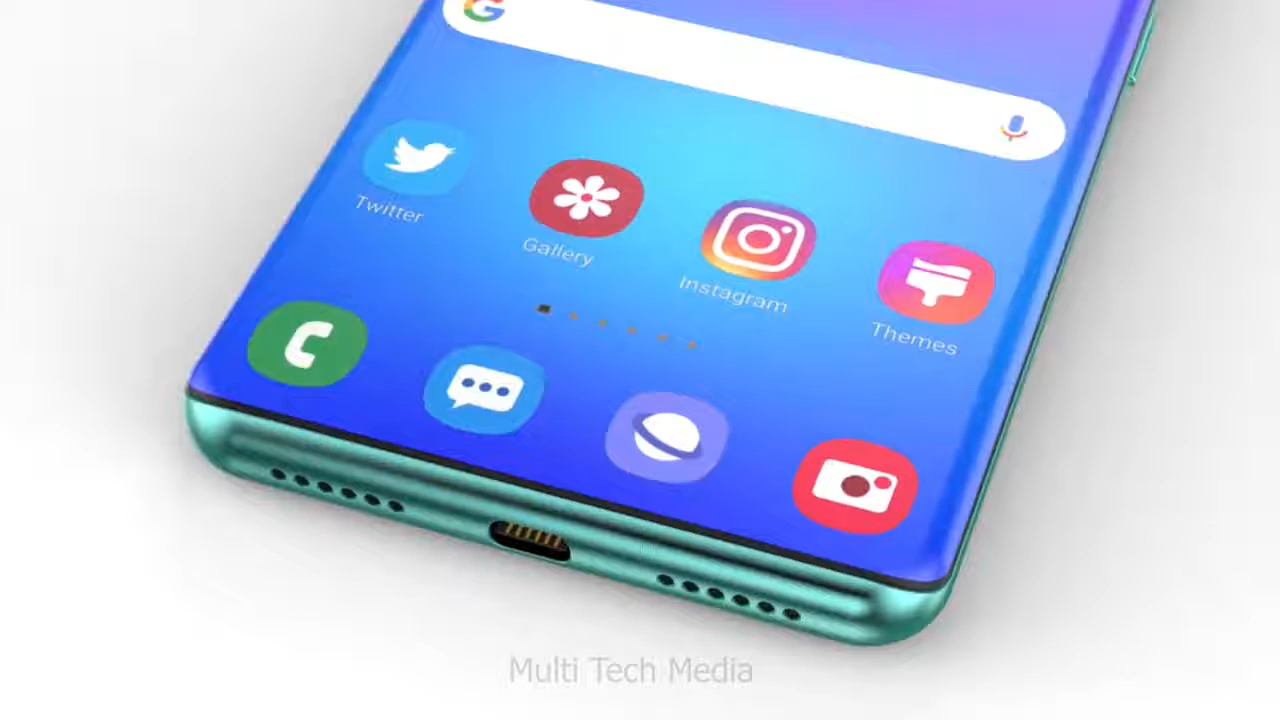 G
Twitter
Gallery
Instagram
Themes
Multi Tech Media